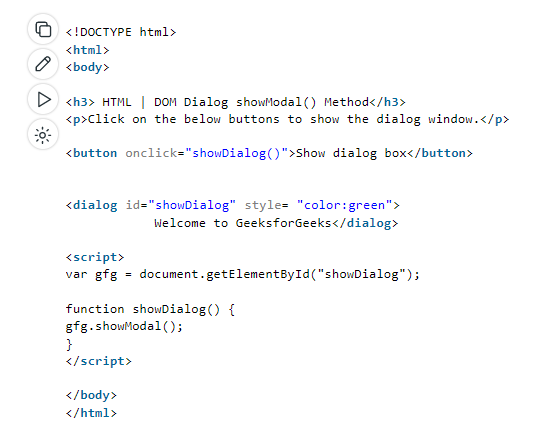 <!DOCTYPE html>
<html>
<body>
<h3> HTML | DOM Dialog showModal() Method</h3>
<p>Click on the below buttons to show the dialog window.</p>
<button onclick="showDialog()">Show dialog box</button>
<dialog id="showDialog" style= "color:green">
Welcome to GeeksforGeeks</dialog>
<script>
var gfg = document.getElementById("showDialog");
function showDialog() {
gfg.showModal();
}
</script>
</body>
</html>